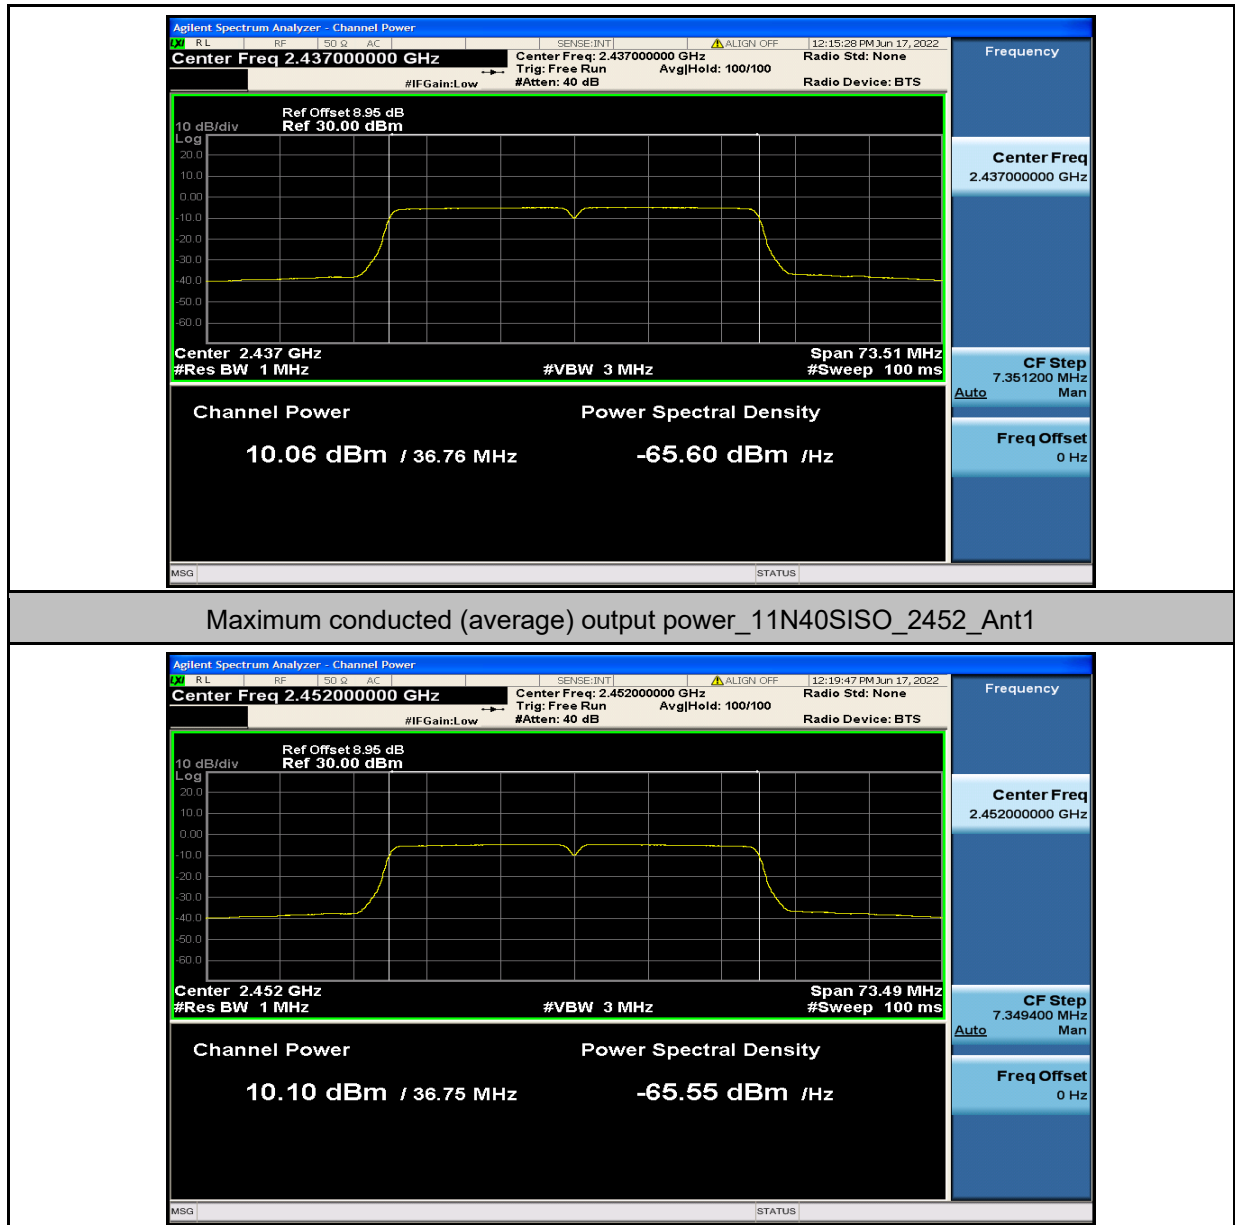 Agilent Spectrum Analyzer - Channel Power
LXI RL RF 50 Ω AC SENSE:INT ALIGN OFF 12:15:28 PM Jun 17, 2022
Center Freq 2.437000000 GHz
Center Freq: 2.437000000 GHz
Radio Std: None
Trig: Free Run Avg|Hold: 100/100
#IFGain:Low
#Atten: 40 dB
Radio Device: BTS
Frequency
Ref Offset 8.95 dB
10 dB/div Ref 30.00 dBm
Log
20.0
10.0
0.00
-10.0
-20.0
-30.0
-40.0
-50.0
-60.0
Center 2.437 GHz Span 73.51 MHz
#Res BW 1 MHz #VBW 3 MHz #Sweep 100 ms
Center Freq
2.437000000 GHz
CF Step
7.351200 MHz
Auto Man
Freq Offset
0 Hz
Channel Power Power Spectral Density
10.06 dBm / 36.76 MHz -65.60 dBm /Hz
MSG STATUS
Maximum conducted (average) output power_11N40SISO_2452_Ant1
Agilent Spectrum Analyzer - Channel Power
LXI RL RF 50 Ω AC SENSE:INT ALIGN OFF 12:19:47 PM Jun 17, 2022
Center Freq 2.452000000 GHz
Center Freq: 2.452000000 GHz
Radio Std: None
Trig: Free Run Avg|Hold: 100/100
#IFGain:Low
#Atten: 40 dB
Radio Device: BTS
Frequency
Ref Offset 8.95 dB
10 dB/div Ref 30.00 dBm
Log
20.0
10.0
0.00
-10.0
-20.0
-30.0
-40.0
-50.0
-60.0
Center 2.452 GHz Span 73.49 MHz
#Res BW 1 MHz #VBW 3 MHz #Sweep 100 ms
Center Freq
2.452000000 GHz
CF Step
7.349400 MHz
Auto Man
Freq Offset
0 Hz
Channel Power Power Spectral Density
10.10 dBm / 36.75 MHz -65.55 dBm /Hz
MSG STATUS